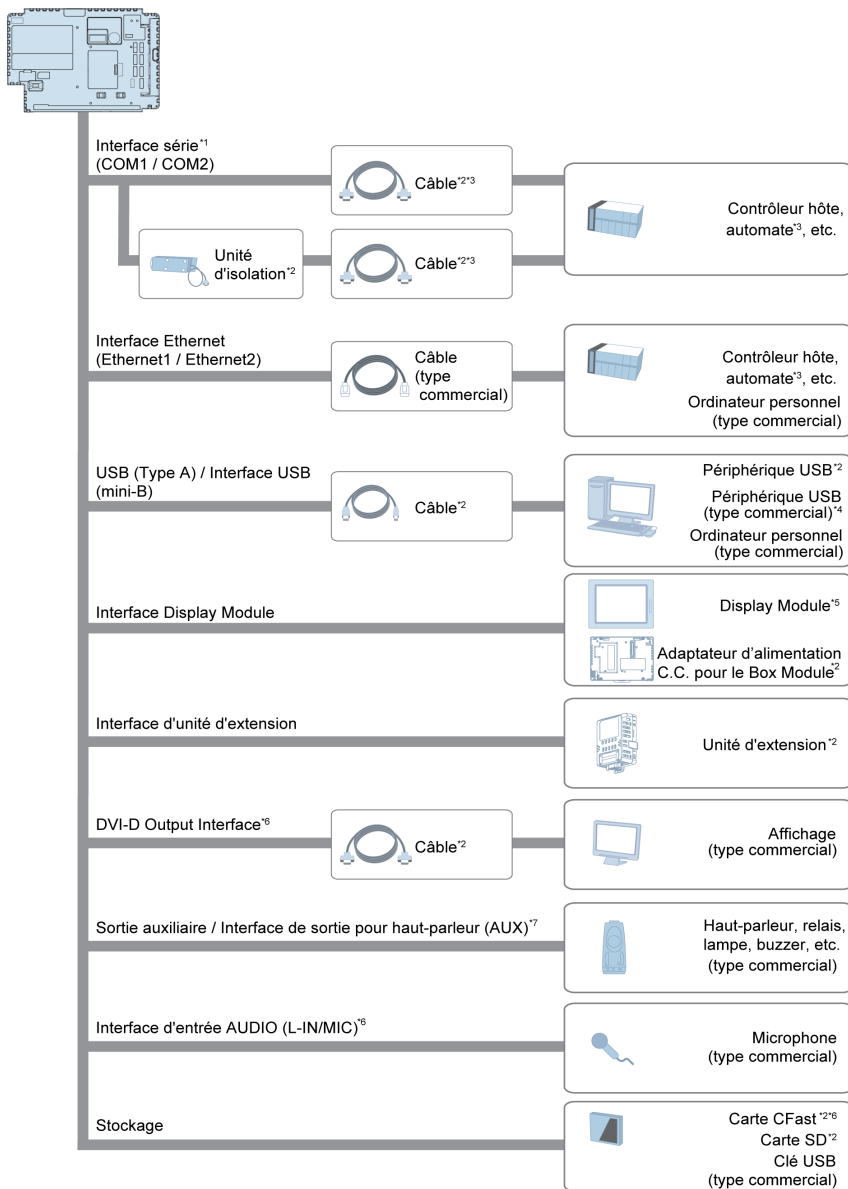 Interface série*1
(COM1 / COM2)
Câble*2*3
Contrôleur hôte,
automate*3, etc.
Unité
d'isolation*2
Câble*2*3
Interface Ethernet
(Ethernet1 / Ethernet2)
Câble
(type
commercial)
Contrôleur hôte,
automate*3, etc.
Ordinateur personnel
(type commercial)
USB (Type A) / Interface USB
(mini-B)
Câble*2
Périphérique USB*2
Périphérique USB
(type commercial)*4
Ordinateur personnel
(type commercial)
Interface Display Module
Display Module*5
Adaptateur d’alimentation
C.C. pour le Box Module*2
Interface d'unité d'extension
Unité d'extension*2
DVI-D Output Interface*6
Câble*2
Affichage
(type commercial)
Sortie auxiliaire / Interface de sortie pour haut-parleur (AUX)*7
Haut-parleur, relais,
lampe, buzzer, etc.
(type commercial)
Interface d'entrée AUDIO (L-IN/MIC)*6
Microphone
(type commercial)
Stockage
Carte CFast*2*6
Carte SD*2
Clé USB
(type commercial)